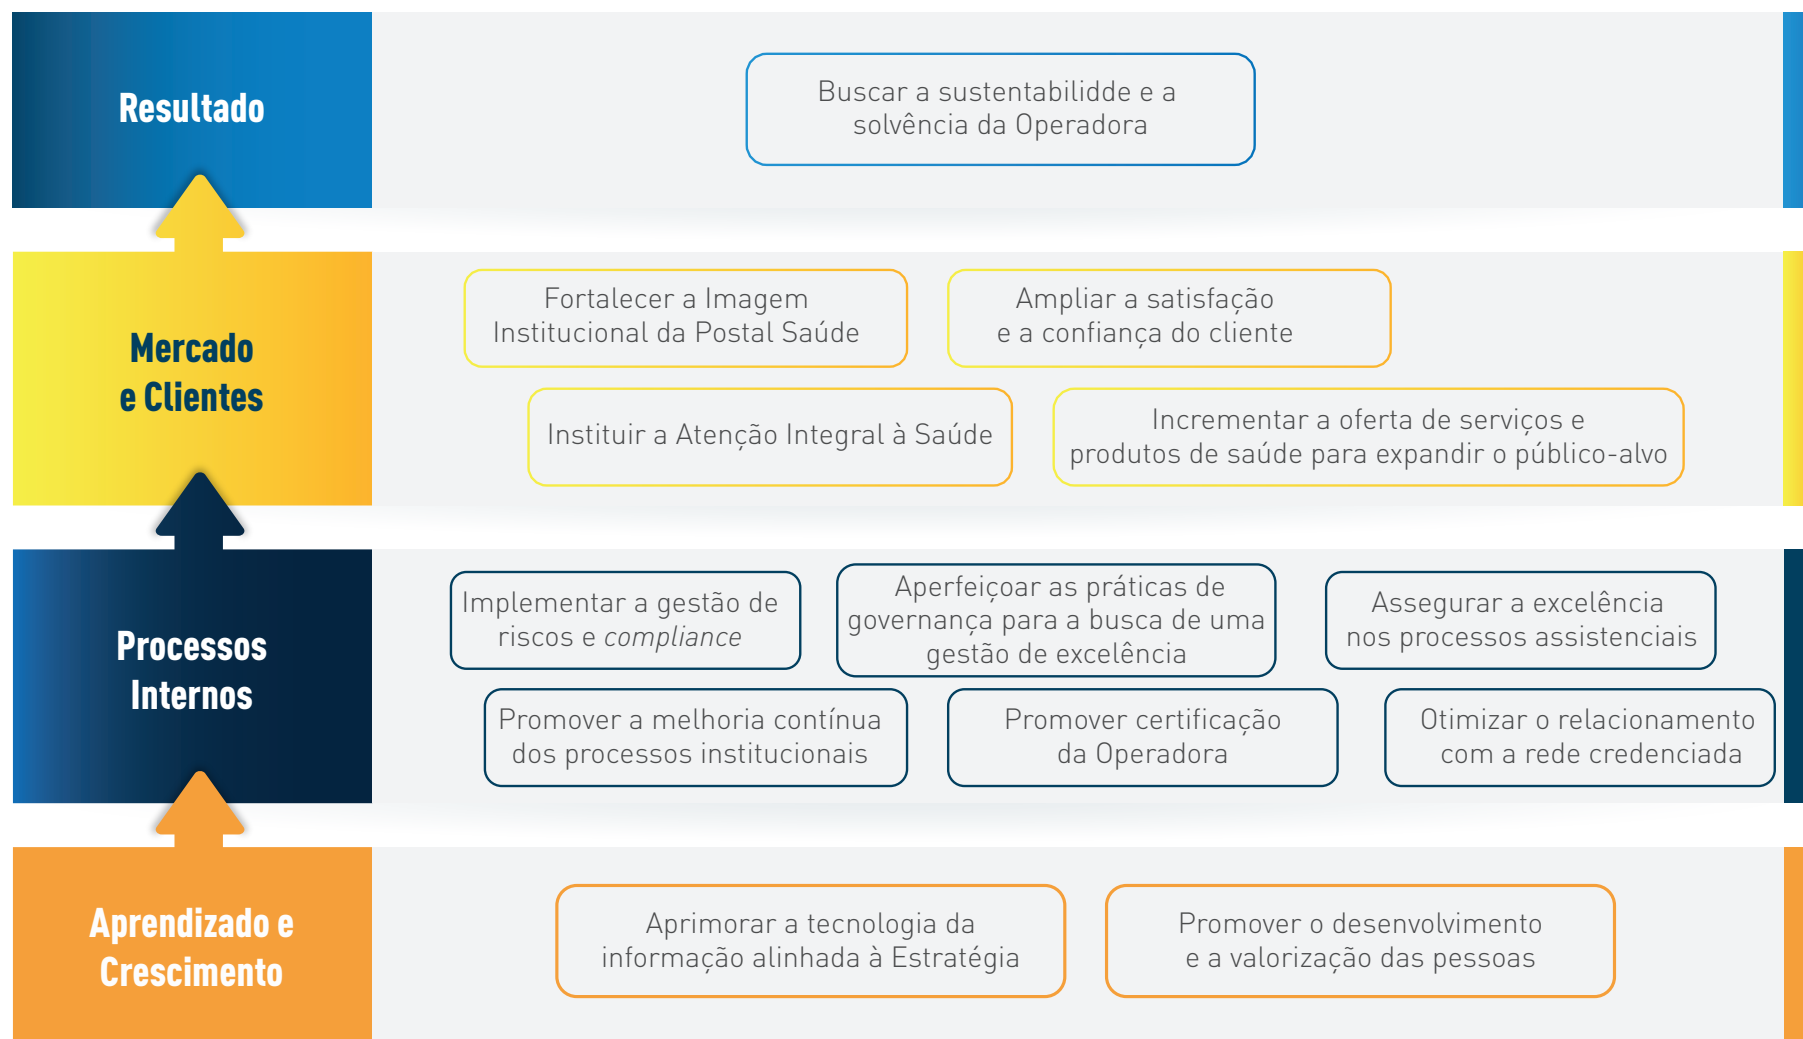 Resultado
Buscar a sustentabilidde e a
solvência da Operadora
Mercado
e Clientes
Fortalecer a Imagem
Institucional da Postal Saúde
Ampliar a satisfação
e a confiança do cliente
Instituir a Atenção Integral à Saúde
Incrementar a oferta de serviços e
produtos de saúde para expandir o público-alvo
Processos
Internos
Implementar a gestão de
riscos e compliance
Aperfeiçoar as práticas de
governança para a busca de uma
gestão de excelência
Assegurar a excelência
nos processos assistenciais
Promover a melhoria contínua
dos processos institucionais
Promover certificação
da Operadora
Otimizar o relacionamento
com a rede credenciada
Aprendizado e
Crescimento
Aprimorar a tecnologia da
informação alinhada à Estratégia
Promover o desenvolvimento
e a valorização das pessoas